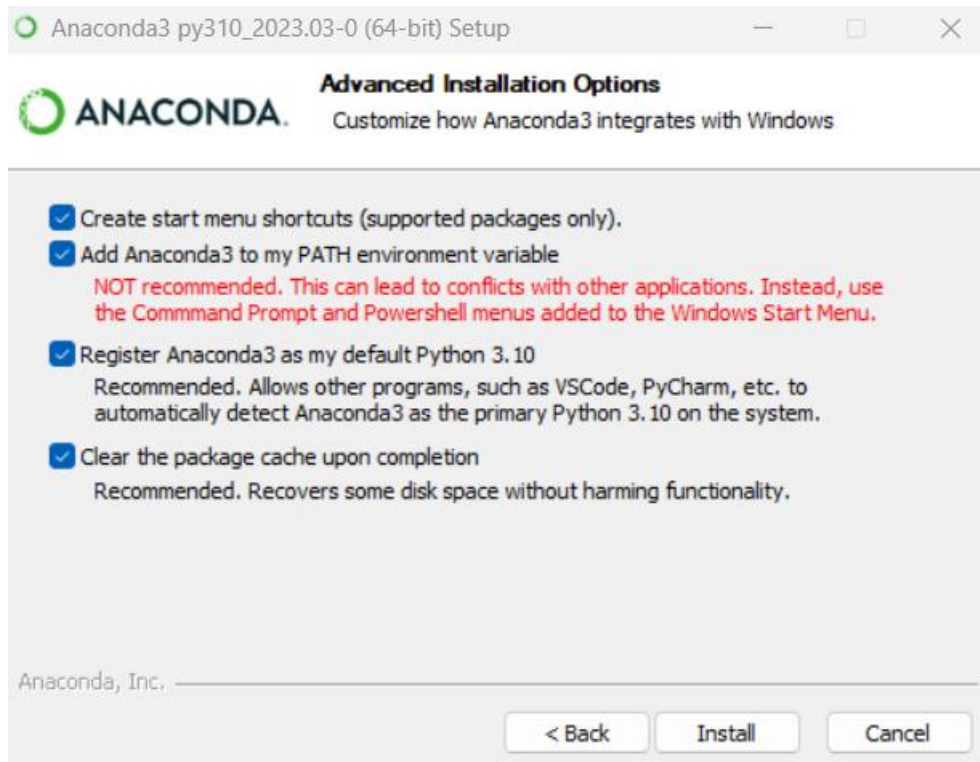 Anaconda3 py310_2023.03-0 (64-bit) Setup
ANACONDA.
Advanced Installation Options
Customize how Anaconda3 integrates with Windows
Create start menu shortcuts (supported packages only).
Add Anaconda3 to my PATH environment variable
NOT recommended. This can lead to conflicts with other applications. Instead, use
the Commmand Prompt and Powershell menus added to the Windows Start Menu.
Register Anaconda3 as my default Python 3.10
Recommended. Allows other programs, such as VSCode, PyCharm, etc. to
automatically detect Anaconda3 as the primary Python 3.10 on the system.
Clear the package cache upon completion
Recommended. Recovers some disk space without harming functionality.
Anaconda, Inc.
< Back
Install
Cancel